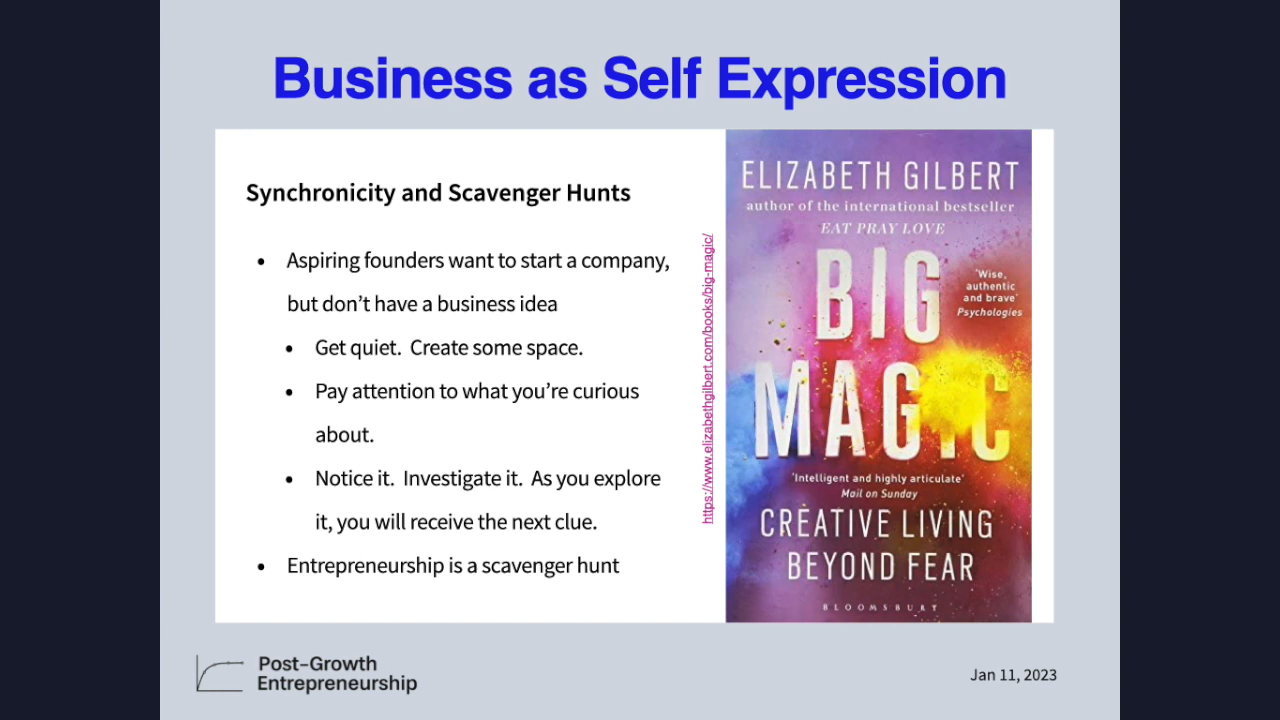 Business as Self Expression
Synchronicity and Scavenger Hunts
• Aspiring founders want to start a company,
but don’t have a business idea
• Get quiet. Create some space.
• Pay attention to what you’re curious
about.
• Notice it. Investigate it. As you explore
it, you will receive the next clue.
• Entrepreneurship is a scavenger hunt
https://www.elizabethgilbert.com/books/big-magic/
ELIZABETH GILBERT
author of the international bestseller
EAT PRAY LOVE
BIG
‘Wise,
authentic
and brave’
Psychologies
MAGIC
‘Intelligent and highly articulate’
Mail on Sunday
CREATIVE LIVING
BEYOND FEAR
BLOOMSBURY
Post-Growth
Entrepreneurship
Jan 11, 2023